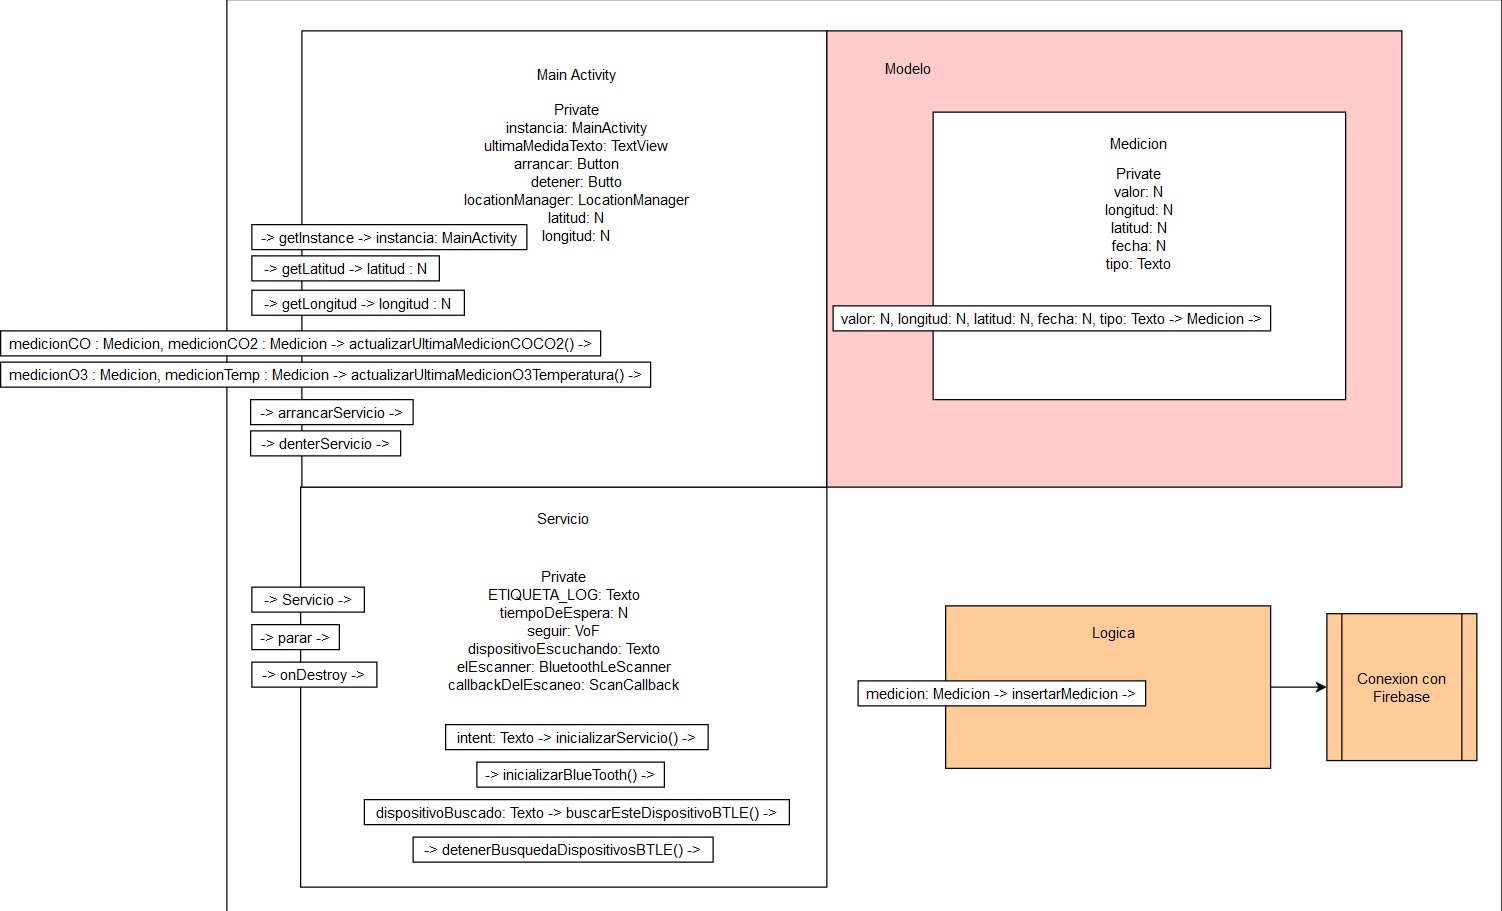 Main Activity
Private
instancia: MainActivity
ultimaMedidaTexto: TextView
arrancar: Button
detener: Butto
locationManager: LocationManager
latitud: N
longitud: N
-> getInstance -> instancia: MainActivity
-> getLatitud -> latitud : N
-> getLongitud -> longitud : N
medicionCO : Medicion, medicionCO2 : Medicion -> actualizarUltimaMedicionCOCO2() ->
medicionO3 : Medicion, medicionTemp : Medicion -> actualizarUltimaMedicionO3Temperatura() ->
-> arrancarServicio ->
-> denterServicio ->
Modelo
Medicion
Private
valor: N
longitud: N
latitud: N
fecha: N
tipo: Texto
valor: N, longitud: N, latitud: N, fecha: N, tipo: Texto -> Medicion ->
Servicio
Private
ETIQUETA_LOG: Texto
tiempoDeEspera: N
seguir: VoF
dispositivoEscuchando: Texto
elEscanner: BluetoothLeScanner
callbackDelEscaneo: ScanCallback
-> Servicio ->
-> parar ->
-> onDestroy ->
intent: Texto -> inicializarServicio() ->
-> inicializarBlueTooth() ->
dispositivoBuscado: Texto -> buscarEsteDispositivoBTLE() ->
-> detenerBusquedaDispositivosBTLE() ->
Logica
medicion: Medicion -> insertarMedicion ->
Conexion con
Firebase